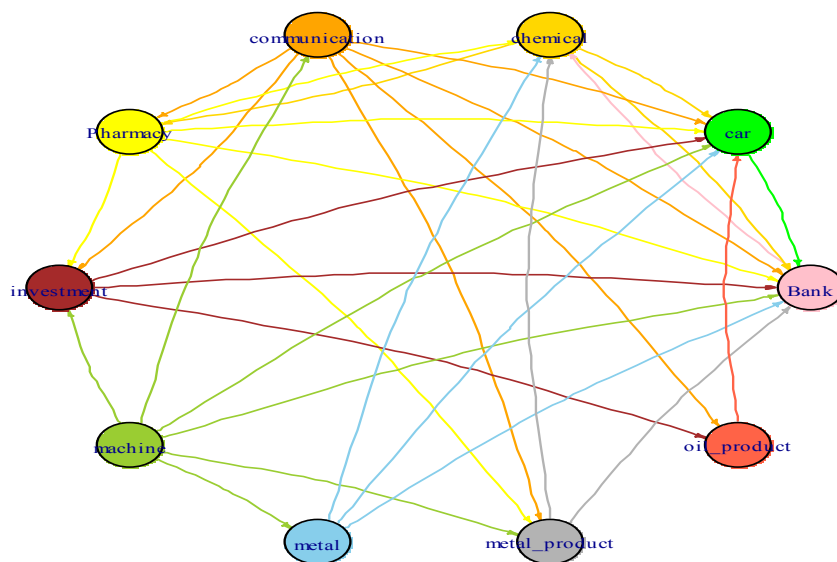 communication
chemical
Pharmacy
car
investment
Bank
machine
oil_product
metal
metal_product